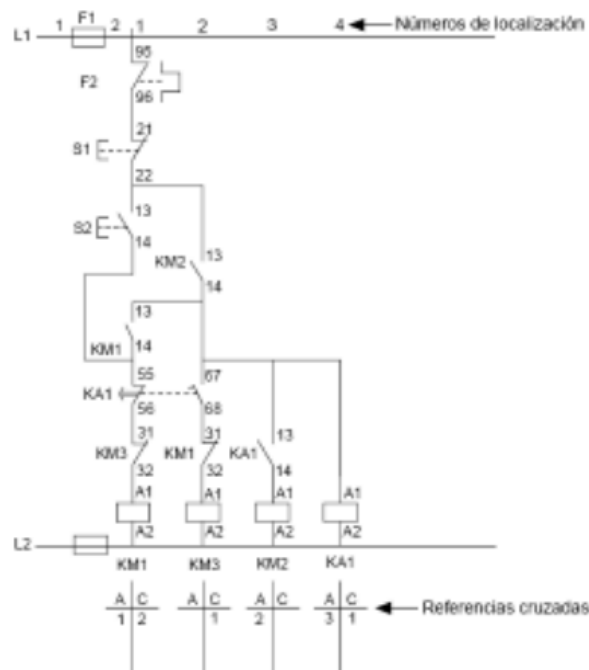 F1
L1 1 2 1 2 3 4 Números de localización
95
F2
96
21
S1
22
13
S2
14
13
KM2
14
13
KM1
14
55 67
KA1
56 68
31 31 13
KM3 KM1 KA1
32 32 14
A1 A1 A1 A1
A2 A2 A2 A2
L2
KM1 KM3 KM2 KA1
A C A C A C A C Referencias cruzadas
1 2 1 2 3 1